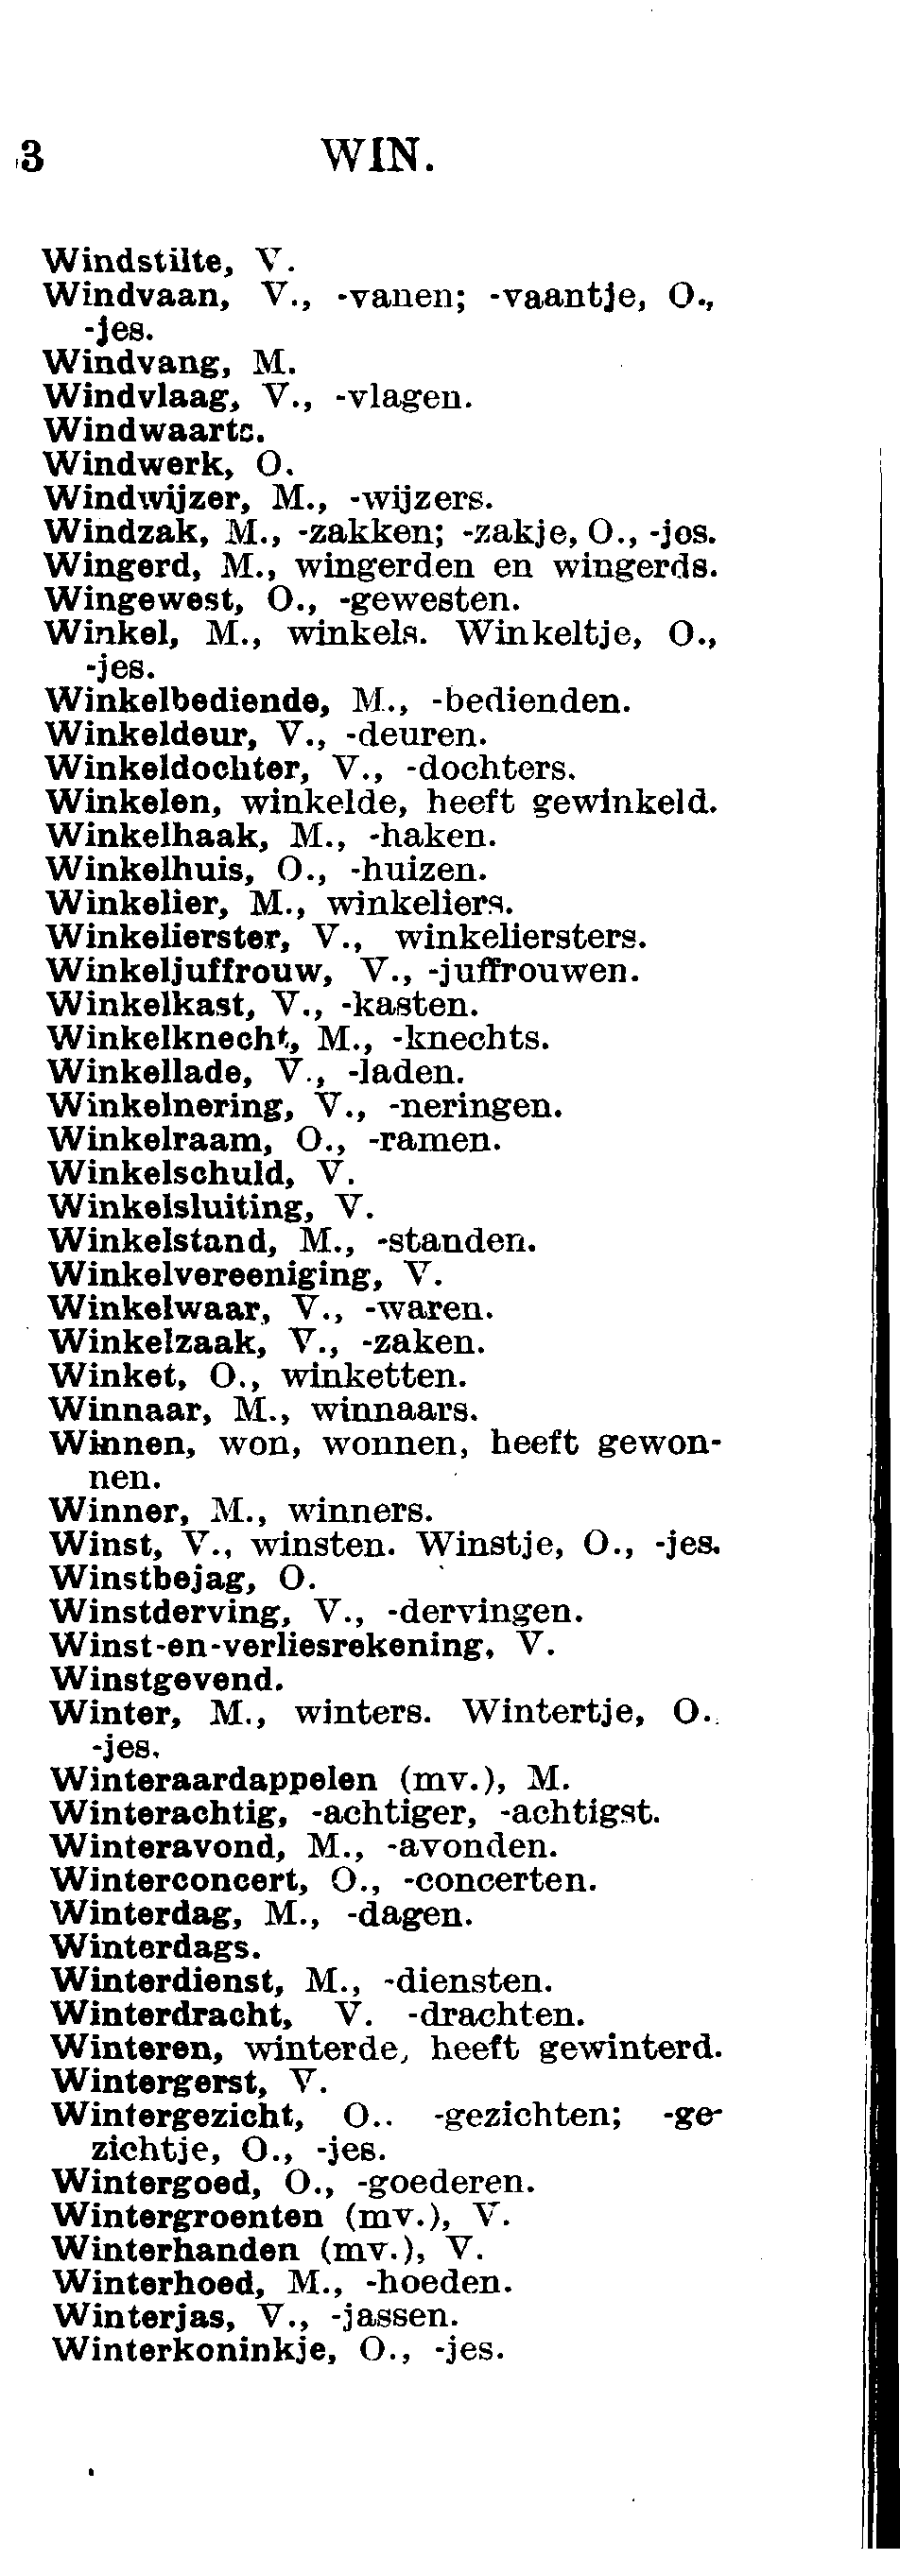 3 WIN.
Windstilte, V.
Windvaan, V., -vanen; -vaantje, O.,
-jes.
Windvang, M.
Windvlaag, V., -vlagen.
Windwaarts.
Windwerk, O.
Windwijzer, M., -wijzers.
Windzak, M., -zakken; -zakje, O., -jes.
Wingerd, M., wingerden en wingerds.
Wingewest, O., -gewesten.
Winkel, M., winkels. Winkeltje, O.,
-jes.
Winkelbediende, M., -bedienden.
Winkeldeur, V., -deuren.
Winkeldochter, V., -dochters.
Winkelen, winkelde, heeft gewinkeld.
Winkelhaak, M., -haken.
Winkelhuis, O., -huizen.
Winkelier, M., winkeliers.
Winkelierster, V., winkeliersters.
Winkeljuffrouw, V., -juffrouwen.
Winkelkast, V., -kasten.
Winkelknecht, M., -knechts.
Winkellade, V., -laden.
Winkelnering, V., -neringen.
Winkelraam, O., -ramen.
Winkelschuld, V.
Winkelsluiting, V.
Winkelstand, M., -standen.
Winkelvereeniging, V.
Winkelwaar, V., -waren.
Winkelzaak, V., -zaken.
Winket, O., winketten.
Winnaar, M., winnaars.
Winnen, won, wonnen, heeft gewon-
nen.
Winner, M., winners.
Winst, V., winsten. Winstje, O., -jes.
Winstbejag, O.
Winstderving, V., -dervingen.
Winst-en-verliesrekening, V.
Winstgevend.
Winter, M., winters. Wintertje, O.,
-jes.
Winteraardappelen (mv.), M.
Winterachtig, -achtiger, -achtigst.
Winteravond, M., -avonden.
Winterconcert, O., -concerten.
Winterdag, M., -dagen.
Winterdags.
Winterdienst, M., -diensten.
Winterdracht, V. -drachten.
Winteren, winterde, heeft gewinterd.
Wintergerst, V.
Wintergezicht, O.. -gezichten; -ge-
zichtje, O., -jes.
Wintergoed, O., -goederen.
Wintergroenten (mv.), V.
Winterhanden (mv.), V.
Winterhoed, M., -hoeden.
Winterjas, V., -jassen.
Winterkoninkje, O., -jes.